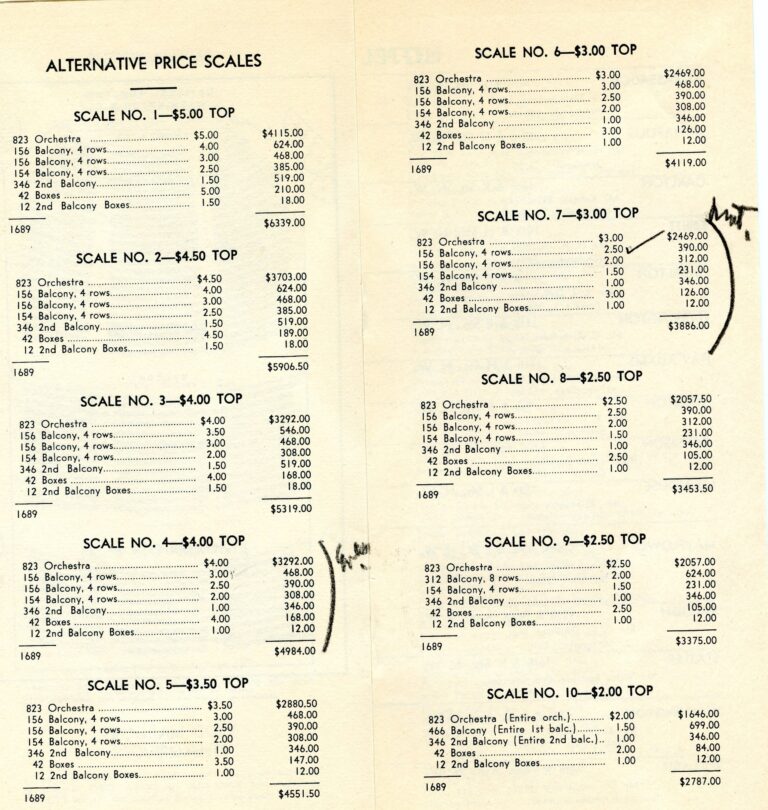 ALTERNATIVE PRICE SCALES
SCALE NO. 1—$5.00 TOP
823 Orchestra ........ $5.00 $4115.00
156 Balcony, 4 rows........ 4.00 624.00
156 Balcony, 4 rows........ 3.00 468.00
154 Balcony, 4 rows........ 2.50 385.00
346 2nd Balcony........ 1.50 519.00
42 Boxes ........ 5.00 210.00
12 2nd Balcony Boxes........ 1.50 18.00
1689 $6339.00
SCALE NO. 2—$4.50 TOP
823 Orchestra ........ $4.50 $3703.00
156 Balcony, 4 rows........ 4.00 624.00
156 Balcony, 4 rows........ 3.00 468.00
154 Balcony, 4 rows........ 2.50 385.00
346 2nd Balcony ........ 1.50 519.00
42 Boxes ........ 4.50 189.00
12 2nd Balcony Boxes........ 1.50 18.00
1689 $5906.50
SCALE NO. 3—$4.00 TOP
823 Orchestra ........ $4.00 $3292.00
156 Balcony, 4 rows........ 3.50 546.00
156 Balcony, 4 rows........ 3.00 468.00
154 Balcony, 4 rows........ 2.00 308.00
346 2nd Balcony ........ 1.50 519.00
42 Boxes ........ 4.00 168.00
12 2nd Balcony Boxes........ 1.50 18.00
1689 $5319.00
SCALE NO. 4—$4.00 TOP
823 Orchestra ........ $4.00 $3292.00
156 Balcony, 4 rows........ 3.00 468.00
156 Balcony, 4 rows........ 2.50 390.00
154 Balcony, 4 rows........ 2.00 308.00
346 2nd Balcony........ 1.00 346.00
42 Boxes ........ 4.00 168.00
12 2nd Balcony Boxes........ 1.00 12.00
1689 $4984.00
SCALE NO. 5—$3.50 TOP
823 Orchestra ........ $3.50 $2880.50
156 Balcony, 4 rows........ 3.00 468.00
156 Balcony, 4 rows........ 2.50 390.00
154 Balcony, 4 rows........ 2.00 308.00
346 2nd Balcony ........ 1.00 346.00
42 Boxes ........ 3.50 147.00
12 2nd Balcony Boxes........ 1.00 12.00
1689 $4551.50
SCALE NO. 6—$3.00 TOP
823 Orchestra ........ $3.00 $2469.00
156 Balcony, 4 rows........ 3.00 468.00
156 Balcony, 4 rows........ 2.50 390.00
154 Balcony, 4 rows........ 2.00 308.00
346 2nd Balcony ........ 1.00 346.00
42 Boxes ........ 3.00 126.00
12 2nd Balcony Boxes........ 1.00 12.00
1689 $4119.00
SCALE NO. 7—$3.00 TOP
823 Orchestra ........ $3.00 $2469.00
156 Balcony, 4 rows........ 2.50 390.00
156 Balcony, 4 rows........ 2.00 312.00
154 Balcony, 4 rows........ 1.50 231.00
346 2nd Balcony ........ 1.00 346.00
42 Boxes ........ 3.00 126.00
12 2nd Balcony Boxes........ 1.00 12.00
1689 $3886.00
SCALE NO. 8—$2.50 TOP
823 Orchestra ........ $2.50 $2057.50
156 Balcony, 4 rows........ 2.50 390.00
156 Balcony, 4 rows........ 2.00 312.00
154 Balcony, 4 rows........ 1.50 231.00
346 2nd Balcony ........ 1.00 346.00
42 Boxes ........ 2.50 105.00
12 2nd Balcony Boxes........ 1.00 12.00
1689 $3453.50
SCALE NO. 9—$2.50 TOP
823 Orchestra ........ $2.50 $2057.00
312 Balcony, 8 rows........ 2.00 624.00
154 Balcony, 4 rows........ 1.50 231.00
346 2nd Balcony ........ 1.00 346.00
42 Boxes ........ 2.50 105.00
12 2nd Balcony Boxes........ 1.00 12.00
1689 $3375.00
SCALE NO. 10—$2.00 TOP
823 Orchestra (Entire orch.)........ $2.00 $1646.00
466 Balcony (Entire 1st balc.)........ 1.50 699.00
346 2nd Balcony (Entire 2nd balc.).. 1.00 346.00
42 Boxes ........ 2.00 84.00
12 2nd Balcony Boxes........ 1.00 12.00
1689 $2787.00